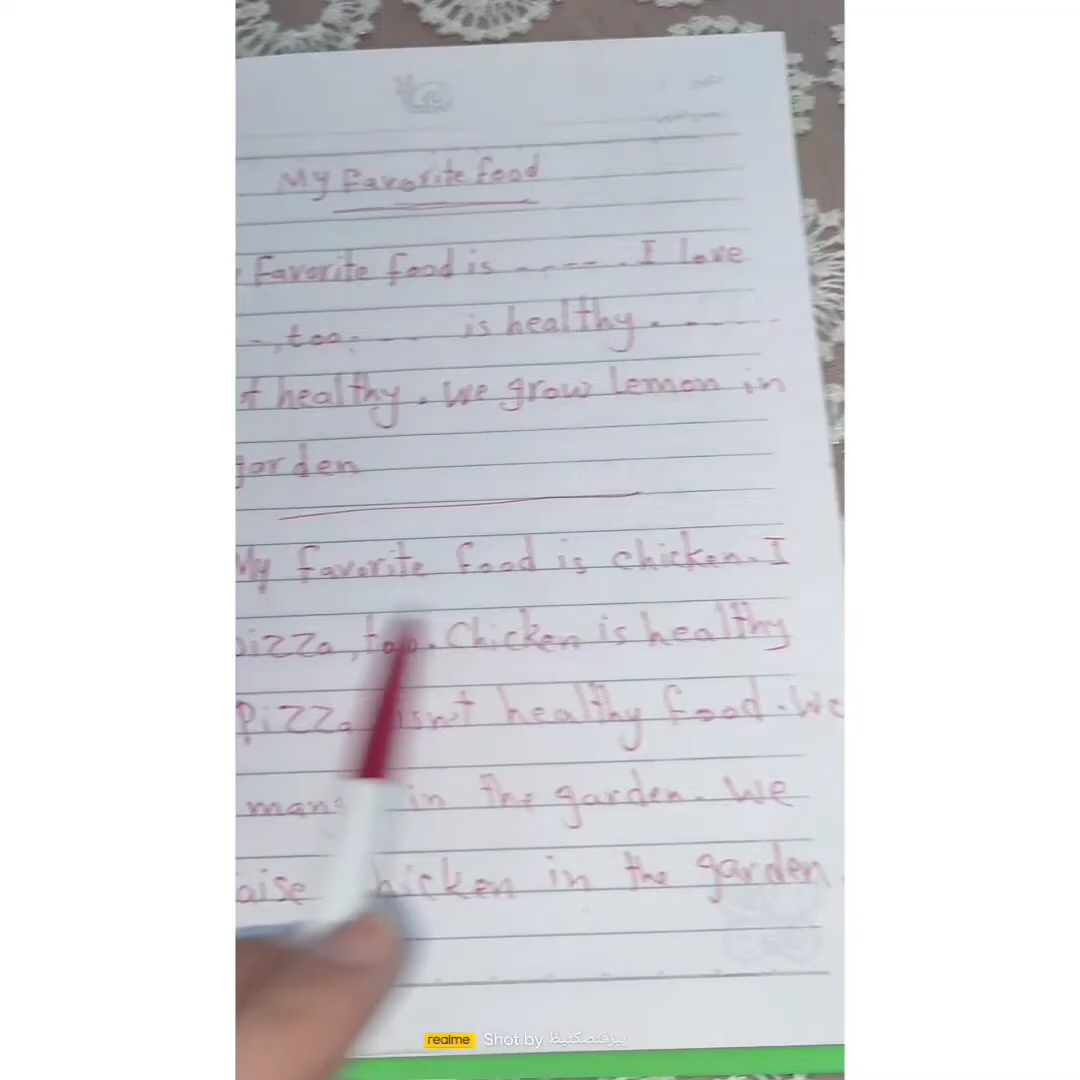 My Favorite food
Favorite food is ........ I love
, too. .... is healthy. ....
healthy. We grow lemon in
garden
My favorite food is chicken. I
pizza, too. Chicken is healthy
Pizza isn't healthy food. We
in the garden. We
chicken in the garden.
realme Shot by